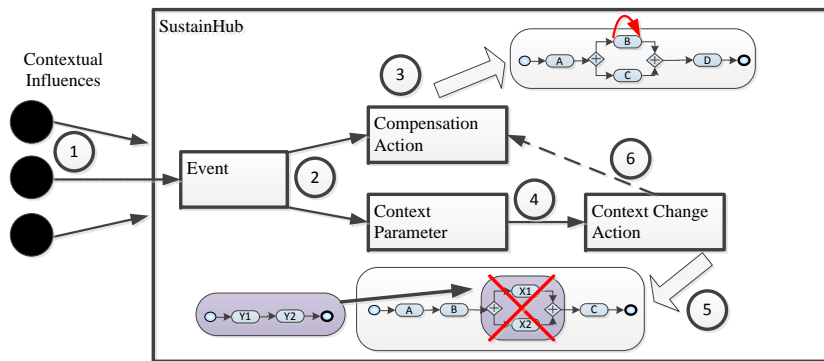 SustainHub
Contextual
Influences
1
Event
2
3
Compensation
Action
A
B
C
D
6
Context
Parameter
4
Context Change
Action
5
Y1
Y2
A
B
X1
X2
C